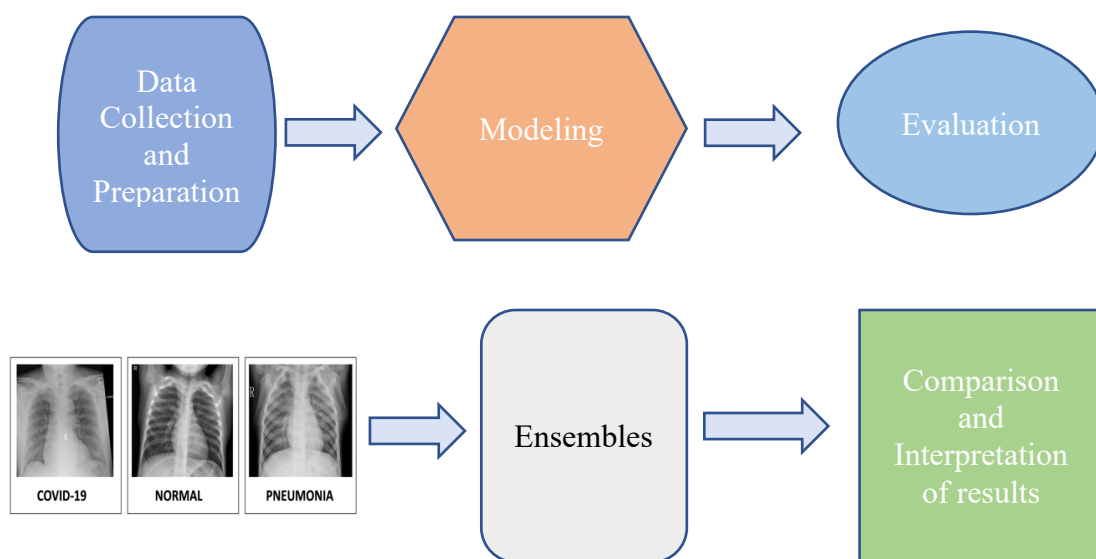 Data
Collection
and
Preparation
Modeling
Evaluation
COVID-19
NORMAL
PNEUMONIA
R
R
Ensembles
Comparison
and
Interpretation
of results